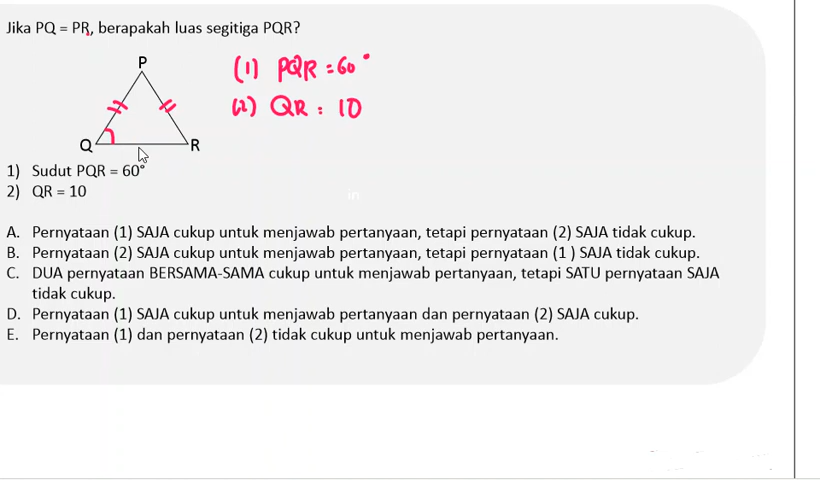 Jika PQ = PR, berapakah luas segitiga PQR?
P
(1) PQR = 60°
(2) QR = 10
Q
R
1) Sudut PQR = 60°
2) QR = 10
A. Pernyataan (1) SAJA cukup untuk menjawab pertanyaan, tetapi pernyataan (2) SAJA tidak cukup.
B. Pernyataan (2) SAJA cukup untuk menjawab pertanyaan, tetapi pernyataan (1 ) SAJA tidak cukup.
C. DUA pernyataan BERSAMA-SAMA cukup untuk menjawab pertanyaan, tetapi SATU pernyataan SAJA
tidak cukup.
D. Pernyataan (1) SAJA cukup untuk menjawab pertanyaan dan pernyataan (2) SAJA cukup.
E. Pernyataan (1) dan pernyataan (2) tidak cukup untuk menjawab pertanyaan.